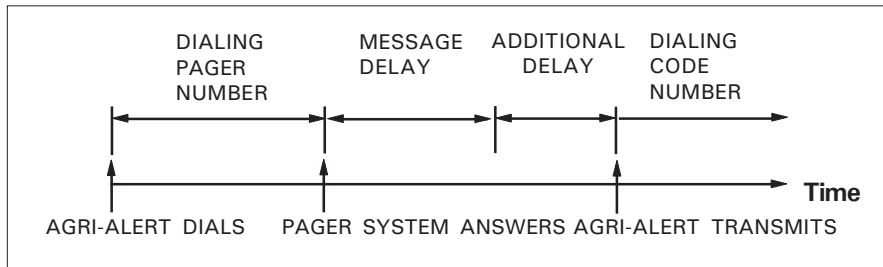 DIALING
PAGER
NUMBER
MESSAGE
DELAY
ADDITIONAL
DELAY
DIALING
CODE
NUMBER
Time
AGRI-ALERT DIALS
PAGER SYSTEM ANSWERS
AGRI-ALERT TRANSMITS